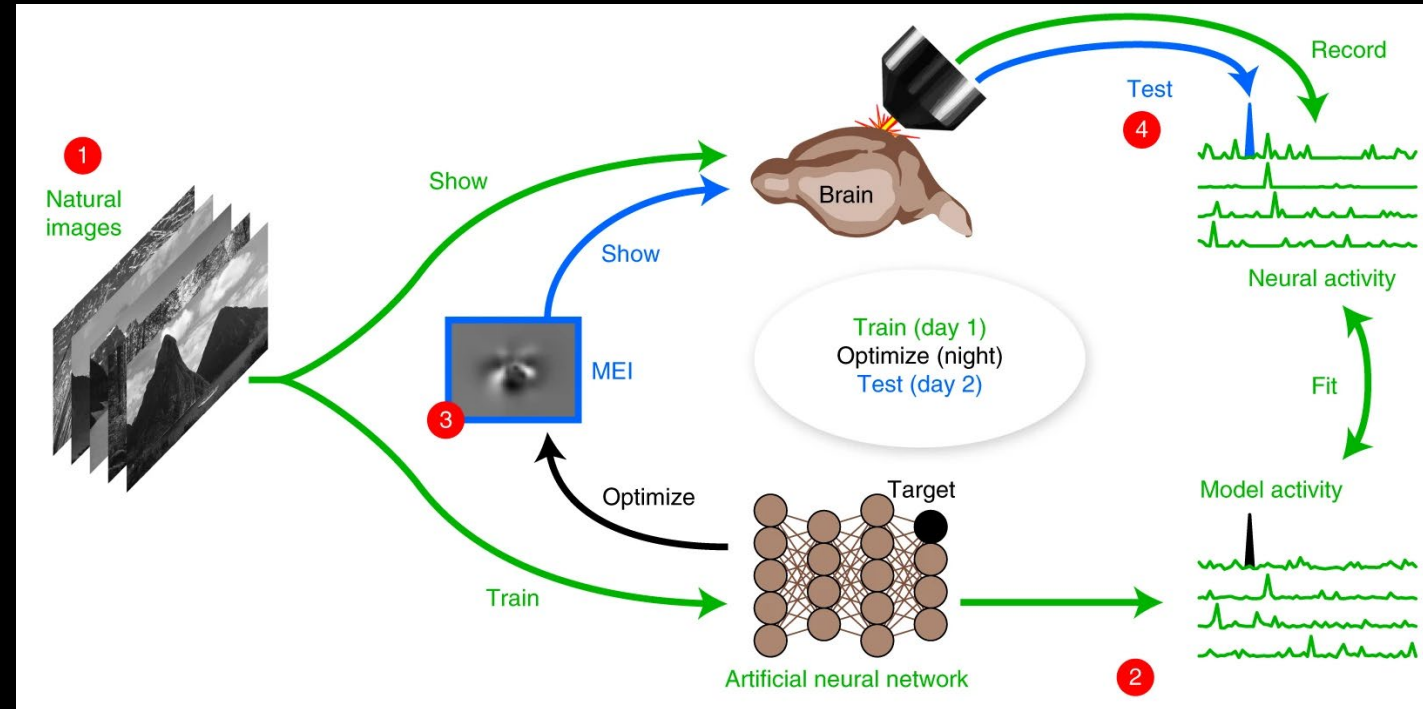 1
Natural
images
Show
Show
MEI
3
Optimize
Train
Brain
Test
4
Record
Neural activity
Train (day 1)
Optimize (night)
Test (day 2)
Fit
Target
Model activity
Artificial neural network
2